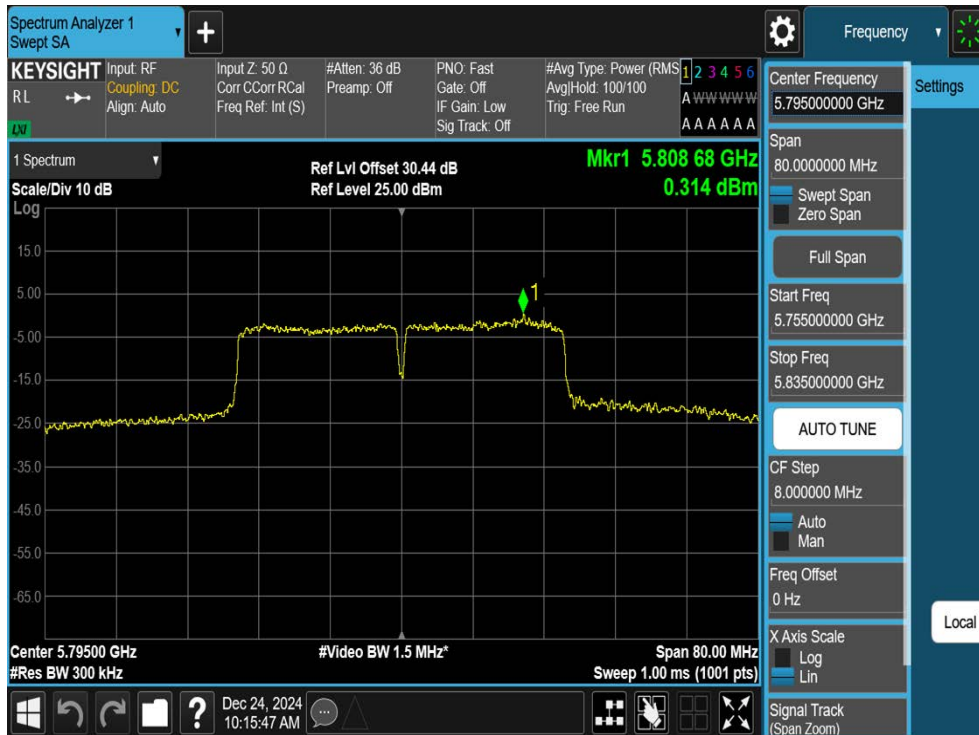 Spectrum Analyzer 1
Swept SA
+
Frequency
KEYSIGHT
RL
LXI
Input: RF
Coupling: DC
Align: Auto
Input Z: 50 Ω
Corr CCorr RCal
Freq Ref: Int (S)
#Atten: 36 dB
Preamp: Off
PNO: Fast
Gate: Off
IF Gain: Low
Sig Track: Off
#Avg Type: Power (RMS
Avg|Hold: 100/100
Trig: Free Run
1 2 3 4 5 6
A W W W W W
A A A A A A
1 Spectrum
Scale/Div 10 dB
Log
Ref Lvl Offset 30.44 dB
Ref Level 25.00 dBm
Mkr1 5.808 68 GHz
0.314 dBm
15.0
5.00
-5.00
-15.0
-25.0
-35.0
-45.0
-55.0
-65.0
1
Center 5.79500 GHz
#Res BW 300 kHz
#Video BW 1.5 MHz*
Span 80.00 MHz
Sweep 1.00 ms (1001 pts)
?
Dec 24, 2024
10:15:47 AM
Center Frequency
5.795000000 GHz
Span
80.0000000 MHz
Swept Span
Zero Span
Full Span
Start Freq
5.755000000 GHz
Stop Freq
5.835000000 GHz
AUTO TUNE
CF Step
8.000000 MHz
Auto
Man
Freq Offset
0 Hz
X Axis Scale
Log
Lin
Signal Track
(Span Zoom)
Settings
Local